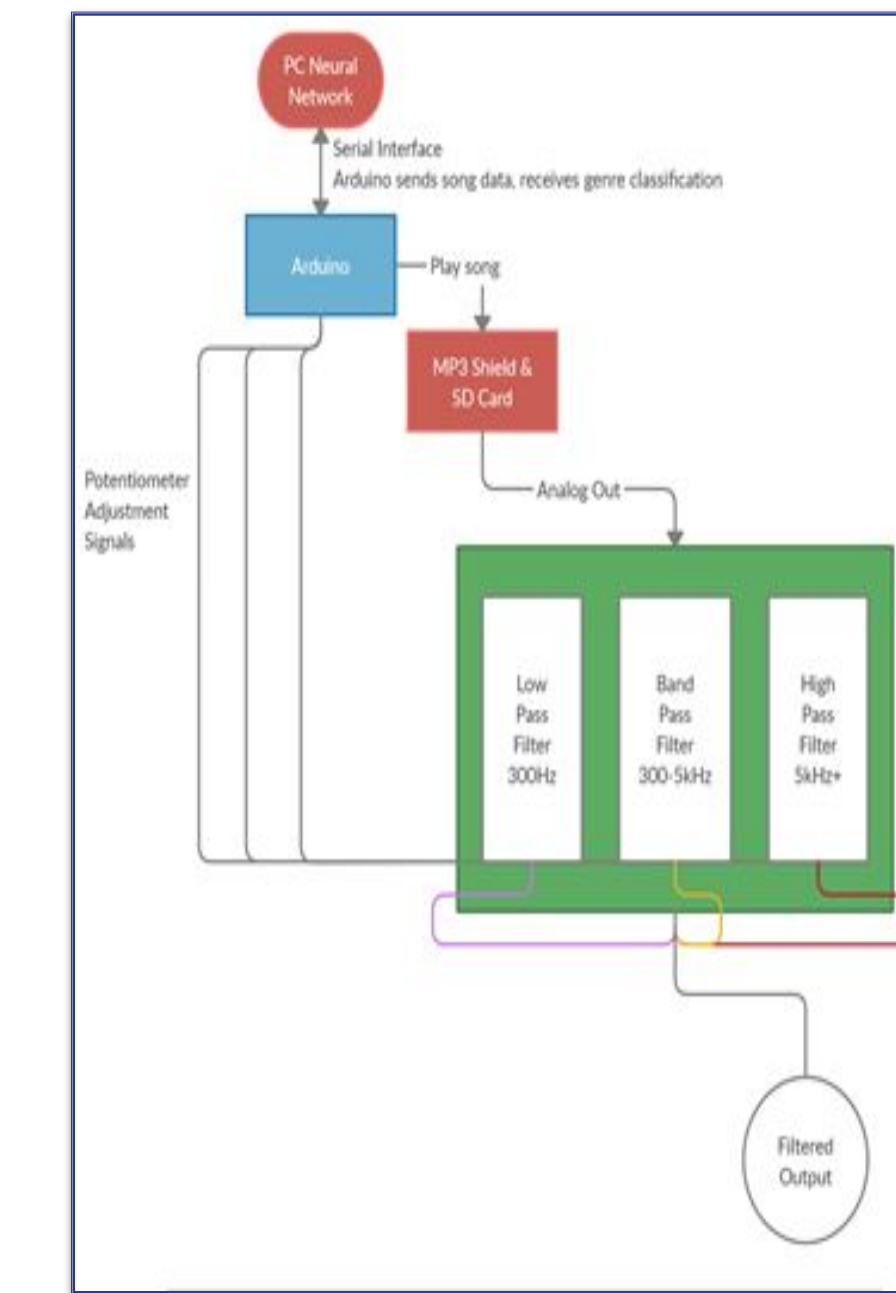 PC Neural
Network
Serial Interface
Arduino sends song data, receives genre classification
Arduino
Play song
MP3 Shield &
SD Card
Analog Out
Potentiometer
Adjustment
Signals
Low
Pass
Filter
300Hz
Band
Pass
Filter
300-5kHz
High
Pass
Filter
5kHz+
Filtered
Output